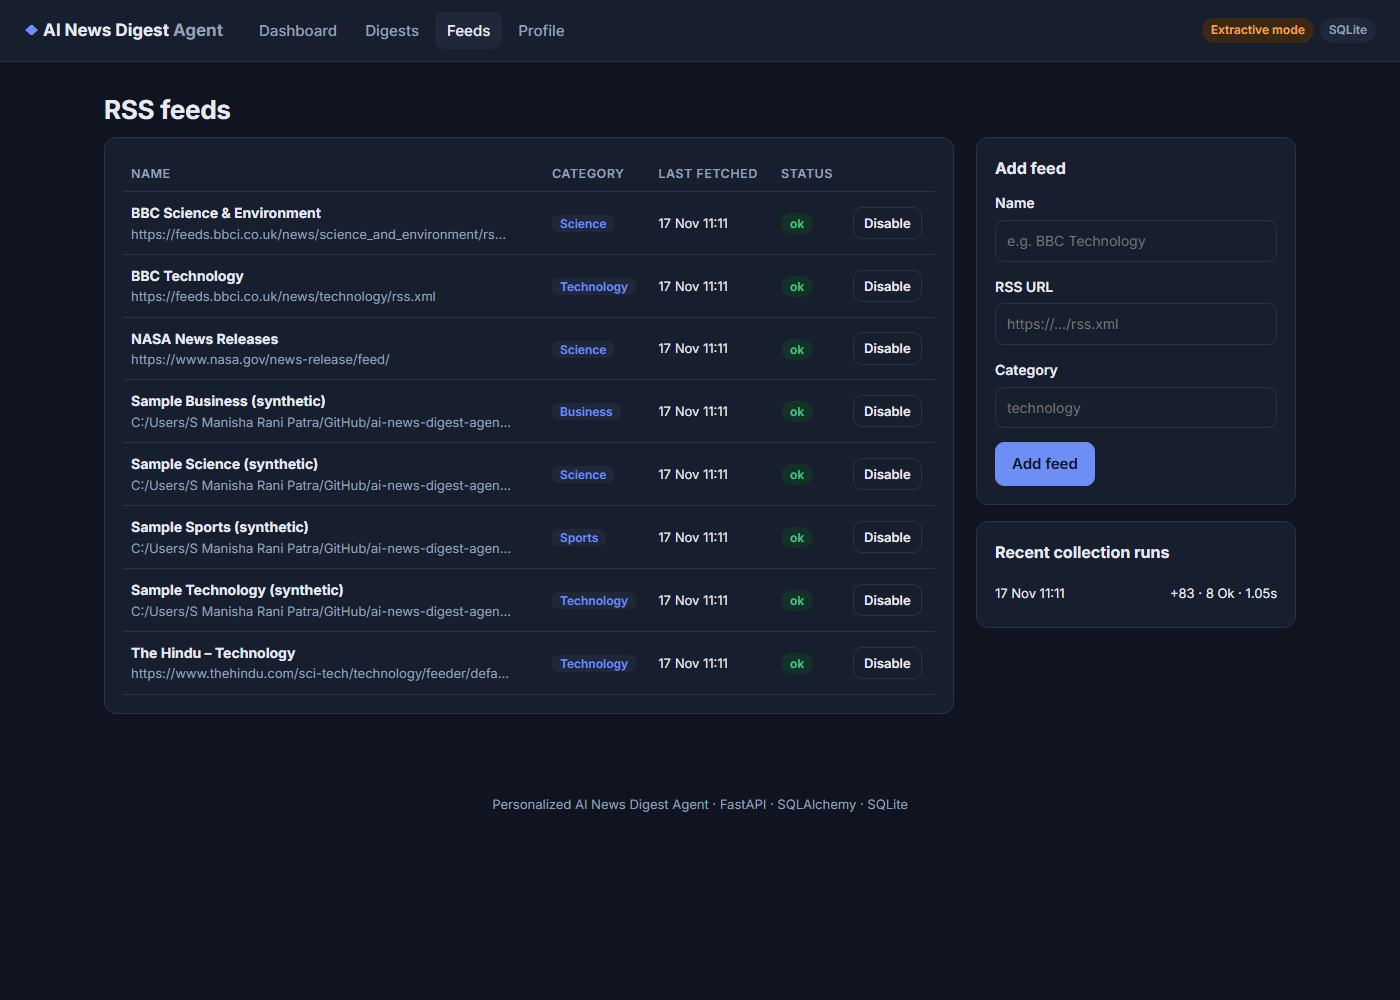 AI News Digest Agent
Dashboard
Digests
Feeds
Profile
Extractive mode
SQLite
RSS feeds
NAME CATEGORY LAST FETCHED STATUS
BBC Science & Environment
https://feeds.bbci.co.uk/news/science_and_environment/rs...
Science
17 Nov 11:11
ok
Disable
BBC Technology
https://feeds.bbci.co.uk/news/technology/rss.xml
Technology
17 Nov 11:11
ok
Disable
NASA News Releases
https://www.nasa.gov/news-release/feed/
Science
17 Nov 11:11
ok
Disable
Sample Business (synthetic)
C:/Users/S Manisha Rani Patra/GitHub/ai-news-digest-agen...
Business
17 Nov 11:11
ok
Disable
Sample Science (synthetic)
C:/Users/S Manisha Rani Patra/GitHub/ai-news-digest-agen...
Science
17 Nov 11:11
ok
Disable
Sample Sports (synthetic)
C:/Users/S Manisha Rani Patra/GitHub/ai-news-digest-agen...
Sports
17 Nov 11:11
ok
Disable
Sample Technology (synthetic)
C:/Users/S Manisha Rani Patra/GitHub/ai-news-digest-agen...
Technology
17 Nov 11:11
ok
Disable
The Hindu – Technology
https://www.thehindu.com/sci-tech/technology/feeder/defa...
Technology
17 Nov 11:11
ok
Disable
Add feed
Name
e.g. BBC Technology
RSS URL
https://.../rss.xml
Category
technology
Add feed
Recent collection runs
17 Nov 11:11 +83 · 8 Ok · 1.05s
Personalized AI News Digest Agent · FastAPI · SQLAlchemy · SQLite